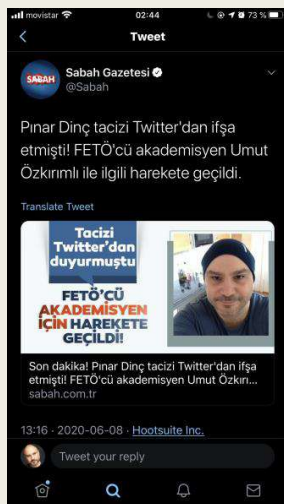 movistar 02:44 73 %
Tweet
SABAH
Sabah Gazetesi
@Sabah
Pınar Dinç tacizi Twitter'dan ifşa
etmişti! FETÖ'cü akademisyen Umut
Özkırımlı ile ilgili harekete geçildi.
Translate Tweet
Tacizi
Twitter'dan
duyurmuştu
FETÖ'CÜ
AKADEMİSYEN
İÇİN HAREKETE
GEÇİLDİ!
Son dakika! Pınar Dinç tacizi Twitter'dan ifşa
etmişti! FETÖ'cü akademisyen Umut Özkırı...
sabah.com.tr
13:16 · 2020-06-08 · Hootsuite Inc.
Tweet your reply